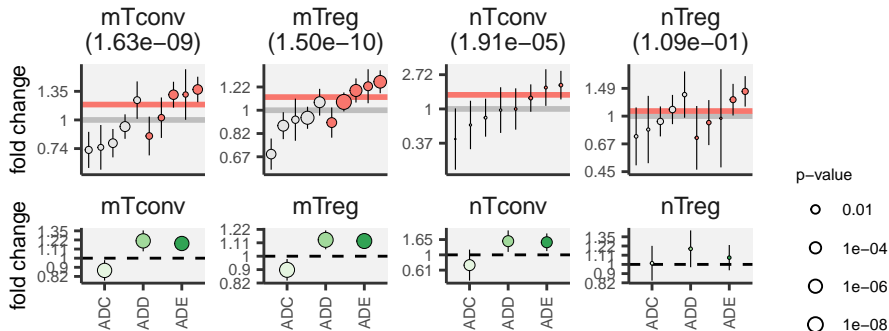 mTconv
(1.63e−09)
mTreg
(1.50e−10)
nTconv
(1.91e−05)
nTreg
(1.09e−01)
fold change
1.35
1
0.74
1.22
1
0.82
0.67
2.72
1
0.37
1.49
1
0.67
0.45
mTconv
mTreg
nTconv
nTreg
fold change
1.35
1.22
1.11
1
0.9
0.82
1.22
1.11
1
0.9
0.82
1.65
1
0.61
1.35
1.22
1.11
1
0.9
0.82
ADC
ADD
ADE
ADC
ADD
ADE
ADC
ADD
ADE
ADC
ADD
ADE
p−value
0.01
1e−04
1e−06
1e−08